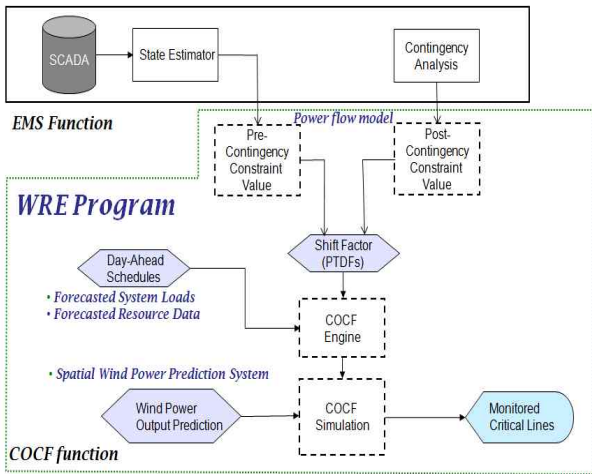 SCADA
State Estimator
Contingency
Analysis
EMS Function
Power flow model
Pre-
Contingency
Constraint
Value
Post-
Contingency
Constraint
Value
WRE Program
Shift Factor
(PTDFs)
Day-Ahead
Schedules
• Forecasted System Loads
• Forecasted Resource Data
COCF
Engine
• Spatial Wind Power Prediction System
Wind Power
Output Prediction
COCF
Simulation
Monitored
Critical Lines
COCF function